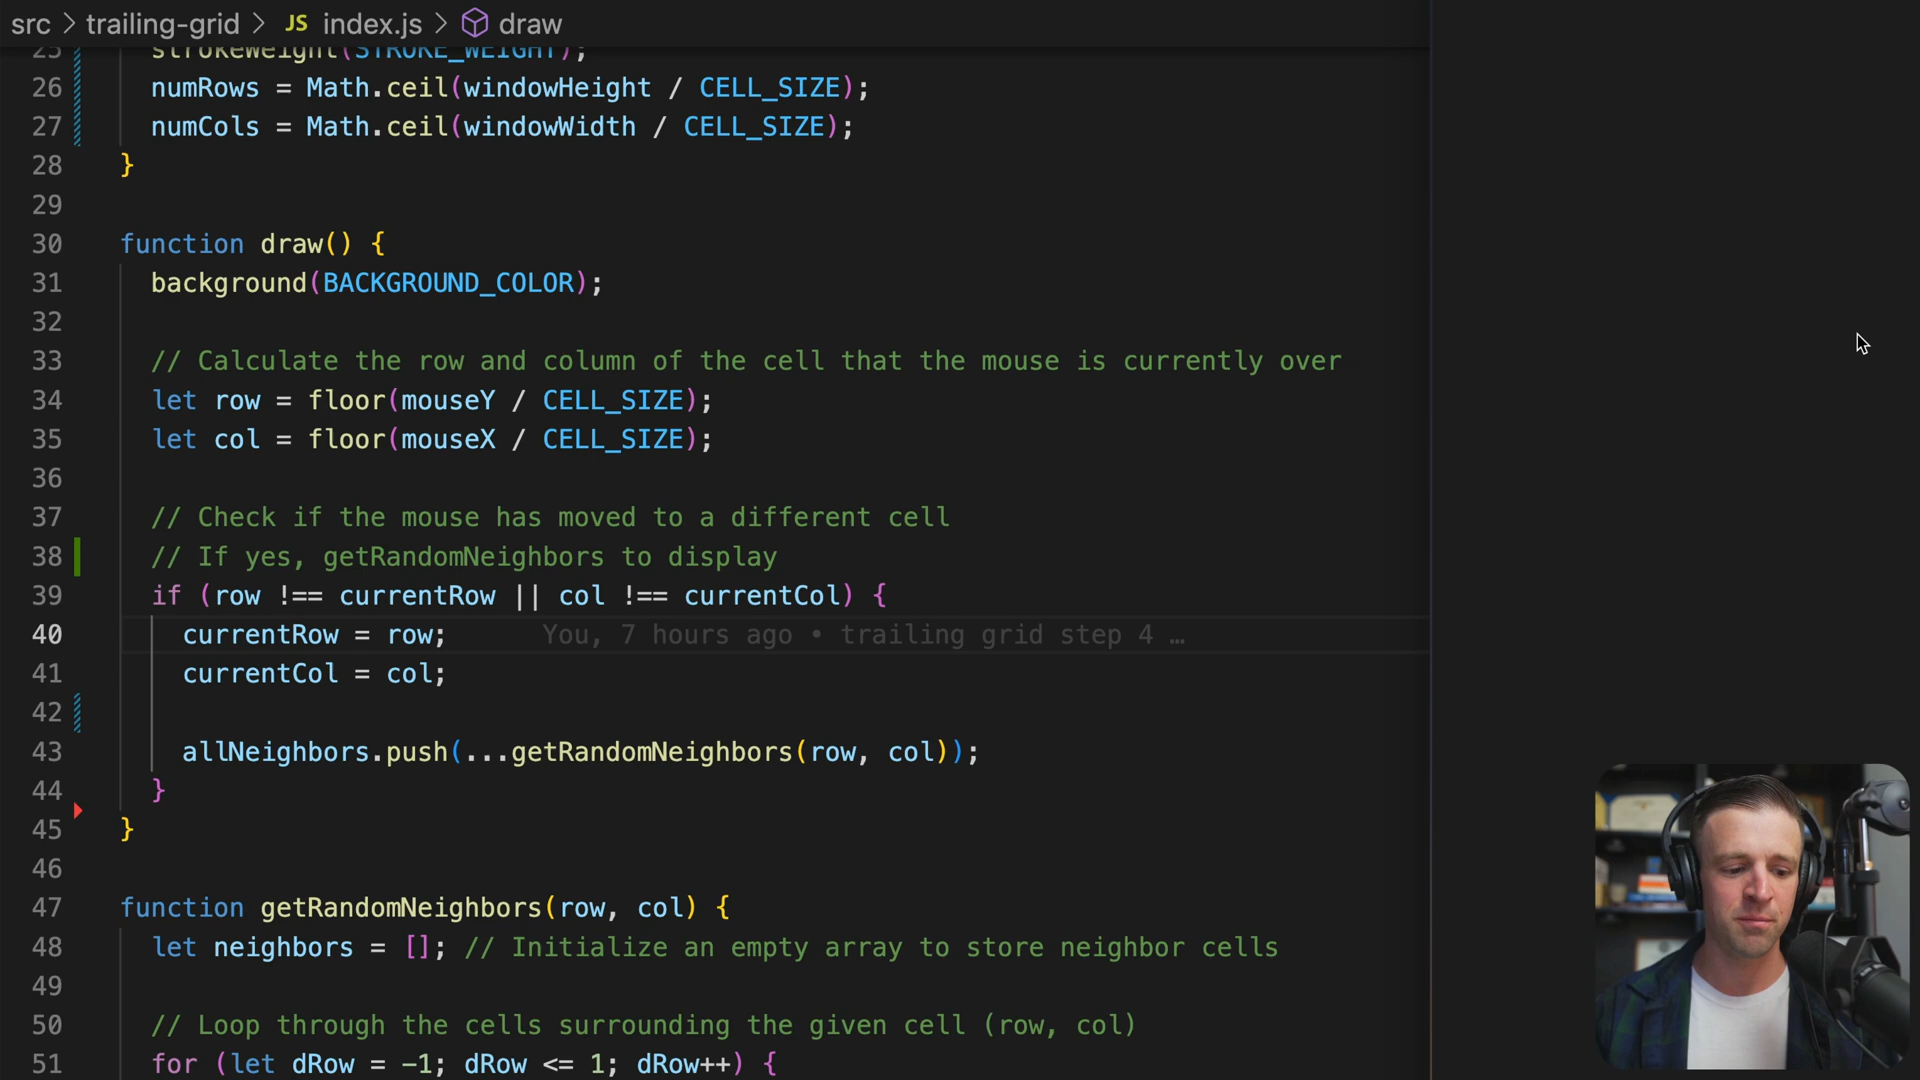 src > trailing-grid > JS index.js > draw
25 strokeWeight(STROKE_WEIGHT);
26 numRows = Math.ceil(windowHeight / CELL_SIZE);
27 numCols = Math.ceil(windowWidth / CELL_SIZE);
28 }
29
30 function draw() {
31 background(BACKGROUND_COLOR);
32
33 // Calculate the row and column of the cell that the mouse is currently over
34 let row = floor(mouseY / CELL_SIZE);
35 let col = floor(mouseX / CELL_SIZE);
36
37 // Check if the mouse has moved to a different cell
38 // If yes, getRandomNeighbors to display
39 if (row !== currentRow || col !== currentCol) {
40 currentRow = row; You, 7 hours ago • trailing grid step 4 …
41 currentCol = col;
42
43 allNeighbors.push(...getRandomNeighbors(row, col));
44 }
45 }
46
47 function getRandomNeighbors(row, col) {
48 let neighbors = []; // Initialize an empty array to store neighbor cells
49
50 // Loop through the cells surrounding the given cell (row, col)
51 for (let dRow = -1; dRow <= 1; dRow++) {